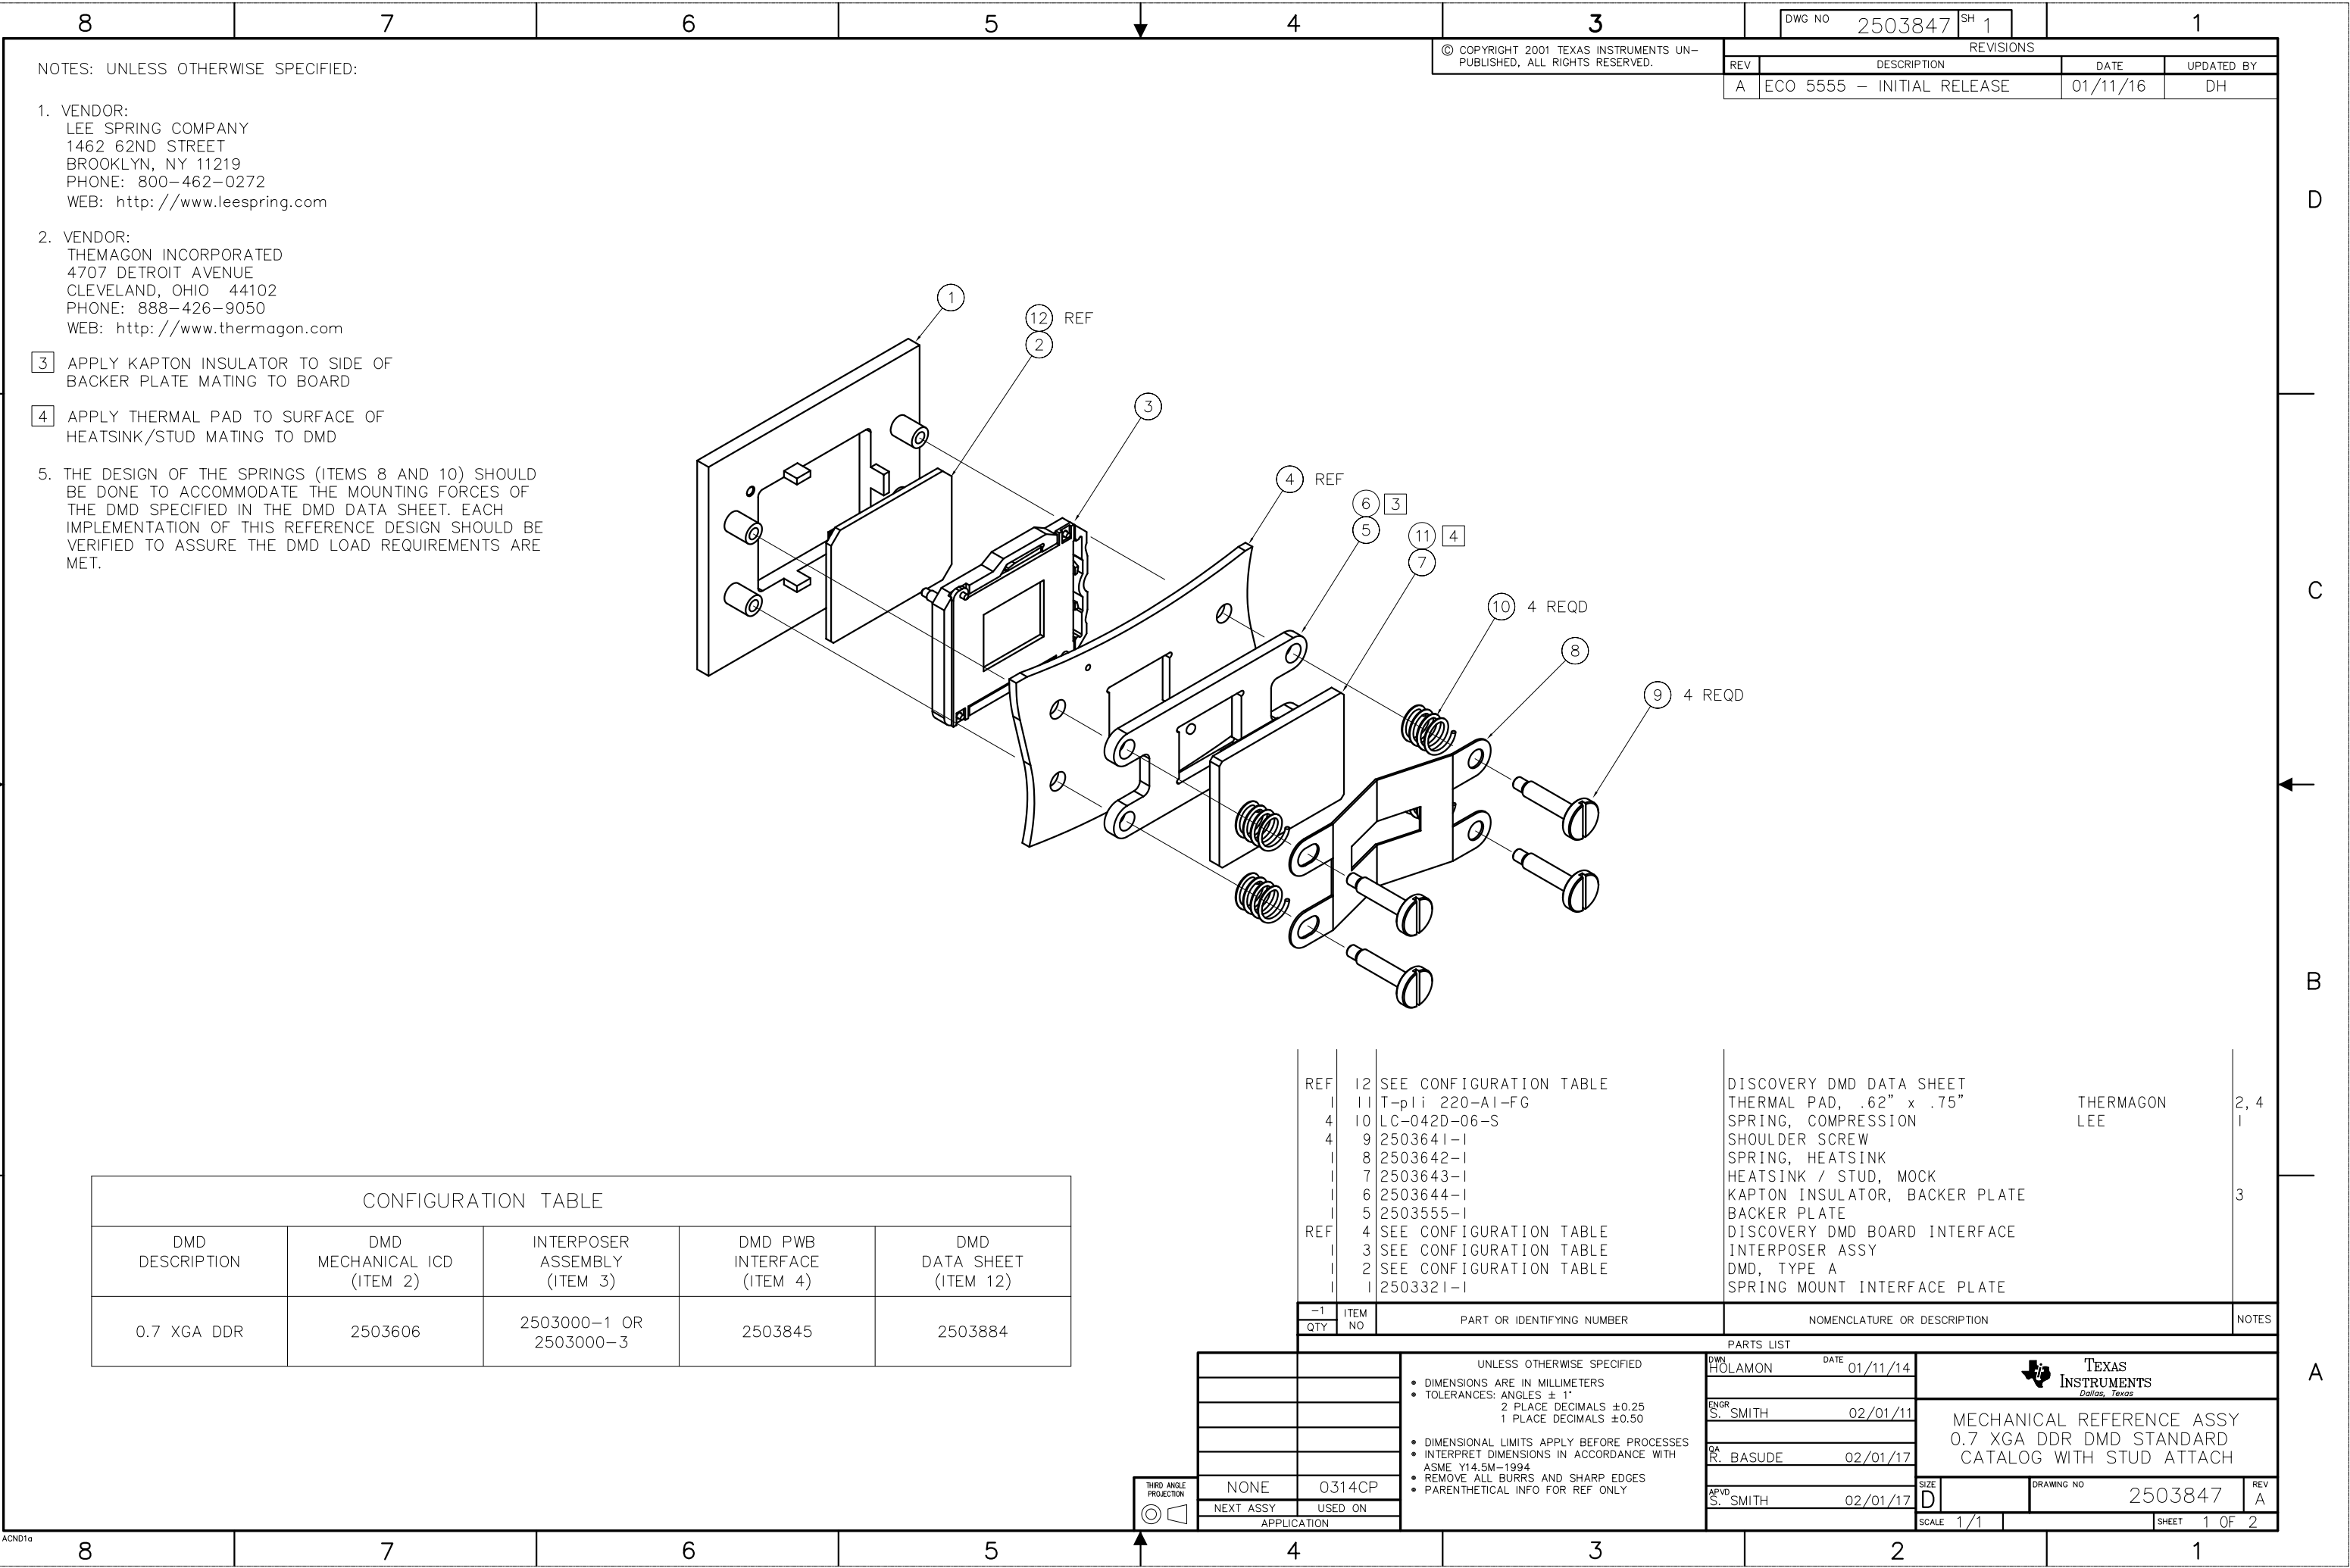 8 7 6 5 4 3 1
DWG NO 2503847 SH 1
© COPYRIGHT 2001 TEXAS INSTRUMENTS UN-
PUBLISHED, ALL RIGHTS RESERVED.
REVISIONS
REV DESCRIPTION DATE UPDATED BY
A ECO 5555 – INITIAL RELEASE 01/11/16 DH
NOTES: UNLESS OTHERWISE SPECIFIED:
1. VENDOR:
LEE SPRING COMPANY
1462 62ND STREET
BROOKLYN, NY 11219
PHONE: 800-462-0272
WEB: http://www.leespring.com
2. VENDOR:
THEMAGON INCORPORATED
4707 DETROIT AVENUE
CLEVELAND, OHIO 44102
PHONE: 888-426-9050
WEB: http://www.thermagon.com
3 APPLY KAPTON INSULATOR TO SIDE OF
BACKER PLATE MATING TO BOARD
4 APPLY THERMAL PAD TO SURFACE OF
HEATSINK/STUD MATING TO DMD
5. THE DESIGN OF THE SPRINGS (ITEMS 8 AND 10) SHOULD
BE DONE TO ACCOMMODATE THE MOUNTING FORCES OF
THE DMD SPECIFIED IN THE DMD DATA SHEET. EACH
IMPLEMENTATION OF THIS REFERENCE DESIGN SHOULD BE
VERIFIED TO ASSURE THE DMD LOAD REQUIREMENTS ARE
MET.
D
C
B
A
1
12 REF
2
3
4 REF
6 3
5
11 4
7
10 4 REQD
8
9 4 REQD
REF 12 SEE CONFIGURATION TABLE DISCOVERY DMD DATA SHEET
1 11 T-pli 220-A1-FG THERMAL PAD, .62" x .75" THERMAGON 2,4
4 10 LC-042D-06-S SPRING, COMPRESSION LEE 1
4 9 2503641-1 SHOULDER SCREW
1 8 2503642-1 SPRING, HEATSINK
1 7 2503643-1 HEATSINK / STUD, MOCK
1 6 2503644-1 KAPTON INSULATOR, BACKER PLATE 3
1 5 2503555-1 BACKER PLATE
REF 4 SEE CONFIGURATION TABLE DISCOVERY DMD BOARD INTERFACE
1 3 SEE CONFIGURATION TABLE INTERPOSER ASSY
1 2 SEE CONFIGURATION TABLE DMD, TYPE A
1 1 2503321-1 SPRING MOUNT INTERFACE PLATE
-1
QTY ITEM NO PART OR IDENTIFYING NUMBER NOMENCLATURE OR DESCRIPTION NOTES
PARTS LIST
CONFIGURATION TABLE
DMD DESCRIPTION DMD MECHANICAL ICD (ITEM 2) INTERPOSER ASSEMBLY (ITEM 3) DMD PWB INTERFACE (ITEM 4) DMD DATA SHEET (ITEM 12)
0.7 XGA DDR 2503606 2503000-1 OR 2503000-3 2503845 2503884
THIRD ANGLE
PROJECTION
NONE 0314CP
NEXT ASSY USED ON
APPLICATION
UNLESS OTHERWISE SPECIFIED
• DIMENSIONS ARE IN MILLIMETERS
• TOLERANCES: ANGLES ± 1°
2 PLACE DECIMALS ±0.25
1 PLACE DECIMALS ±0.50
• DIMENSIONAL LIMITS APPLY BEFORE PROCESSES
• INTERPRET DIMENSIONS IN ACCORDANCE WITH
ASME Y14.5M-1994
• REMOVE ALL BURRS AND SHARP EDGES
• PARENTHETICAL INFO FOR REF ONLY
DWN HOLAMON DATE 01/11/14
ENGR S. SMITH 02/01/11
QA R. BASUDE 02/01/17
APVD S. SMITH 02/01/17
TEXAS
INSTRUMENTS
Dallas, Texas
MECHANICAL REFERENCE ASSY
0.7 XGA DDR DMD STANDARD
CATALOG WITH STUD ATTACH
SIZE D DRAWING NO 2503847 REV A
SCALE 1/1 SHEET 1 OF 2
ACND1a
8 7 6 5 4 3 2 1